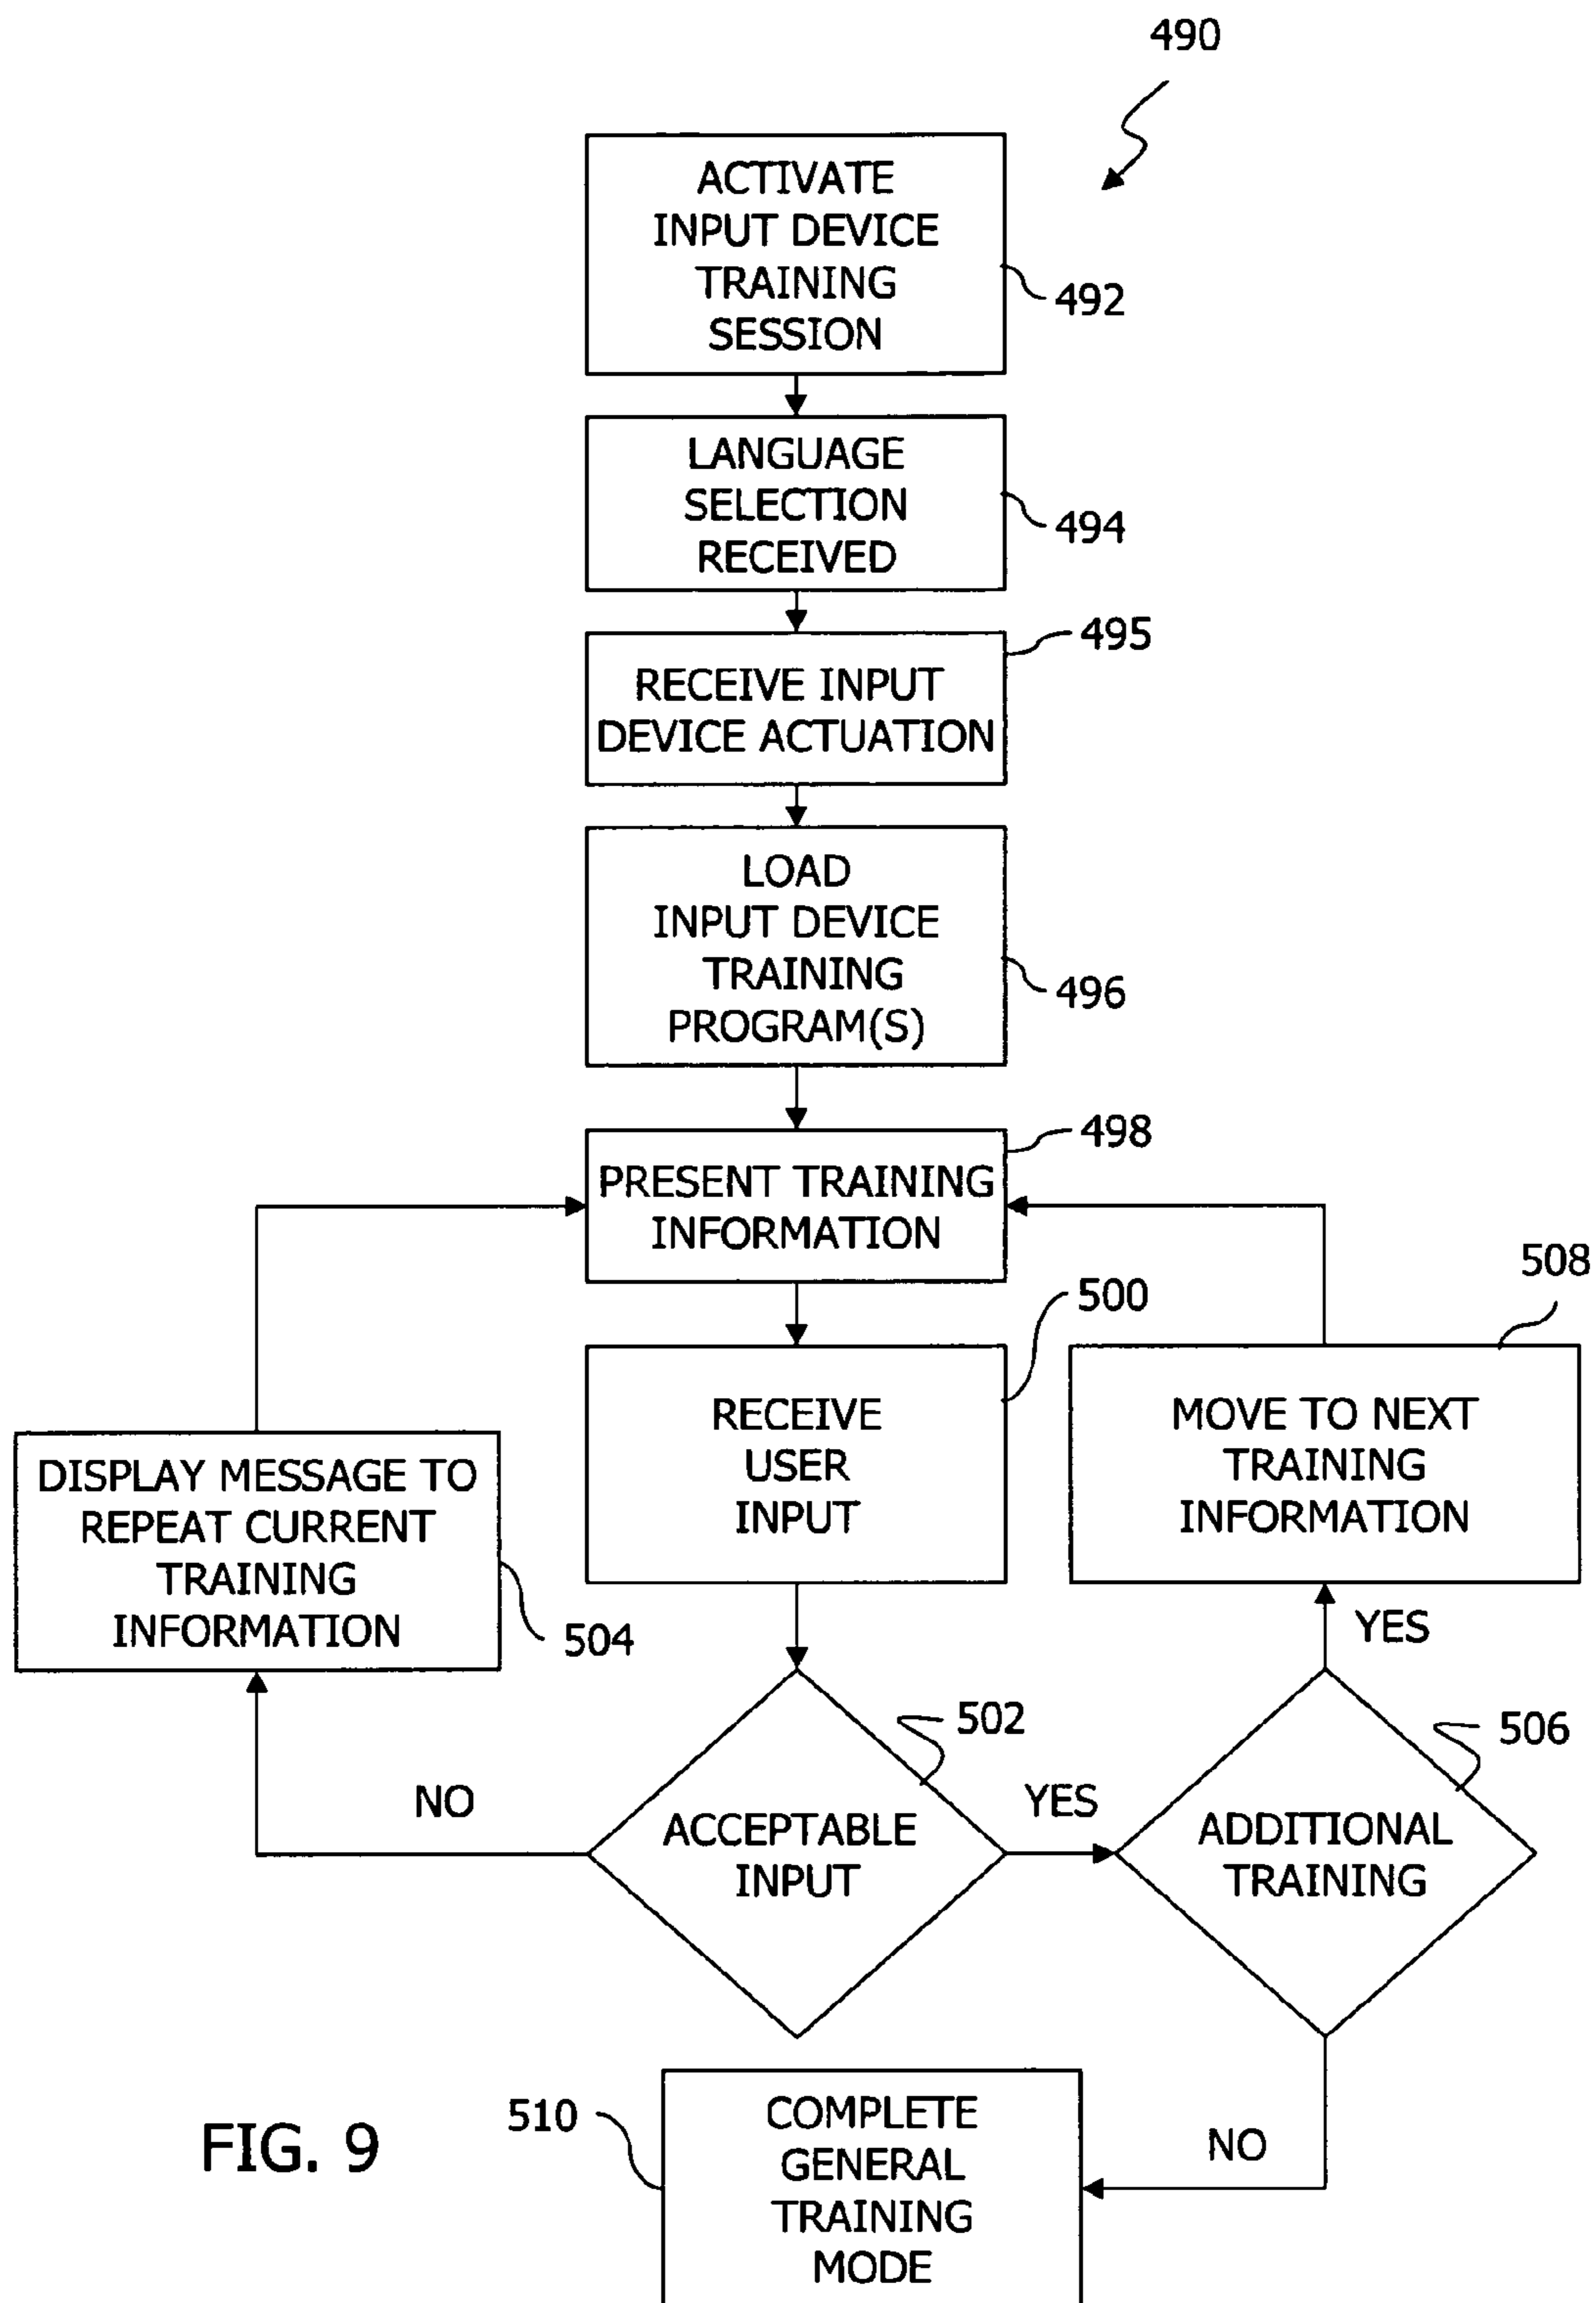 490
ACTIVATE
INPUT DEVICE
TRAINING
SESSION
492
LANGUAGE
SELECTION
RECEIVED
494
495
RECEIVE INPUT
DEVICE ACTUATION
LOAD
INPUT DEVICE
TRAINING
PROGRAM(S)
496
498
PRESENT TRAINING
INFORMATION
508
500
RECEIVE
USER
INPUT
MOVE TO NEXT
TRAINING
INFORMATION
DISPLAY MESSAGE TO
REPEAT CURRENT
TRAINING
INFORMATION
504
YES
502
506
NO
YES
ACCEPTABLE
INPUT
ADDITIONAL
TRAINING
510
COMPLETE
GENERAL
TRAINING
MODE
NO
FIG. 9